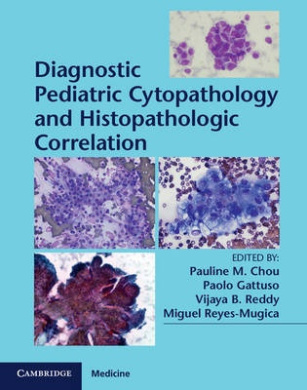 Diagnostic
Pediatric Cytopathology
and Histopathologic
Correlation
EDITED BY:
Pauline M. Chou
Paolo Gattuso
Vijaya B. Reddy
Miguel Reyes-Mugica
CAMBRIDGE
Medicine